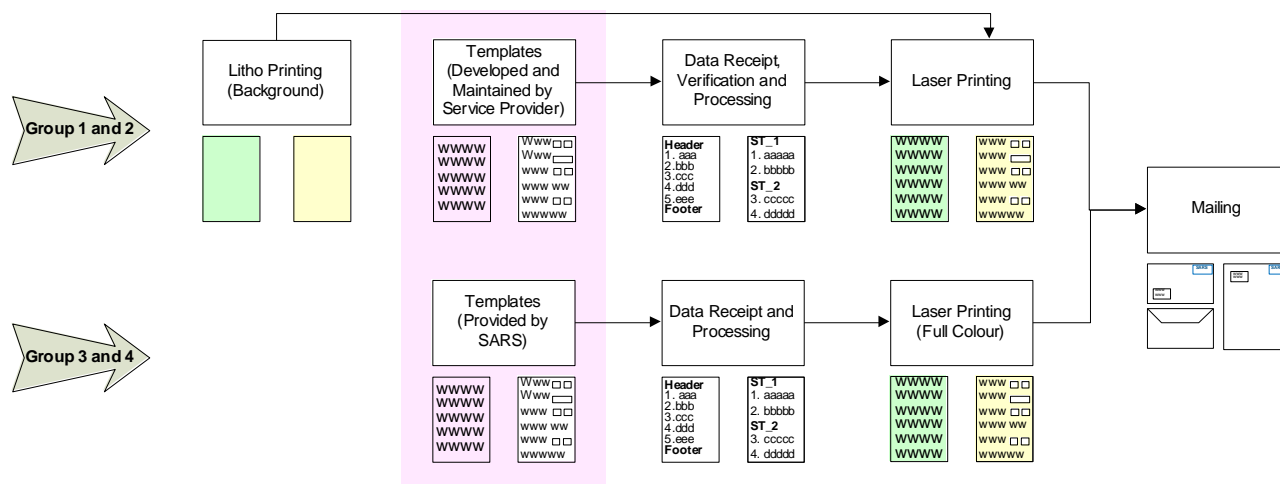 Group 1 and 2
Litho Printing
(Background)
Templates
(Developed and
Maintained by
Service Provider)
Data Receipt,
Verification and
Processing
Laser Printing
WWWW
WWWW
WWWW
WWWW
WWWW
Www
Www
www
www ww
www
wwwww
Header
1. aaa
2.bbb
3.ccc
4.ddd
5.eee
Footer
ST_1
1. aaaaa
2. bbbbb
ST_2
3. ccccc
4. ddddd
WWWW
WWWW
WWWW
WWWW
WWWW
WWWW
www
www
www
www ww
www
wwwww
Mailing
SARS
Group 3 and 4
Templates
(Provided by
SARS)
Data Receipt and
Processing
Laser Printing
(Full Colour)
WWWW
WWWW
WWWW
WWWW
WWWW
Www
Www
www
www ww
www
wwwww
Header
1. aaa
2.bbb
3.ccc
4.ddd
5.eee
Footer
ST_1
1. aaaaa
2. bbbbb
ST_2
3. ccccc
4. ddddd
WWWW
WWWW
WWWW
WWWW
WWWW
WWWW
www
www
www
www ww
www
wwwww